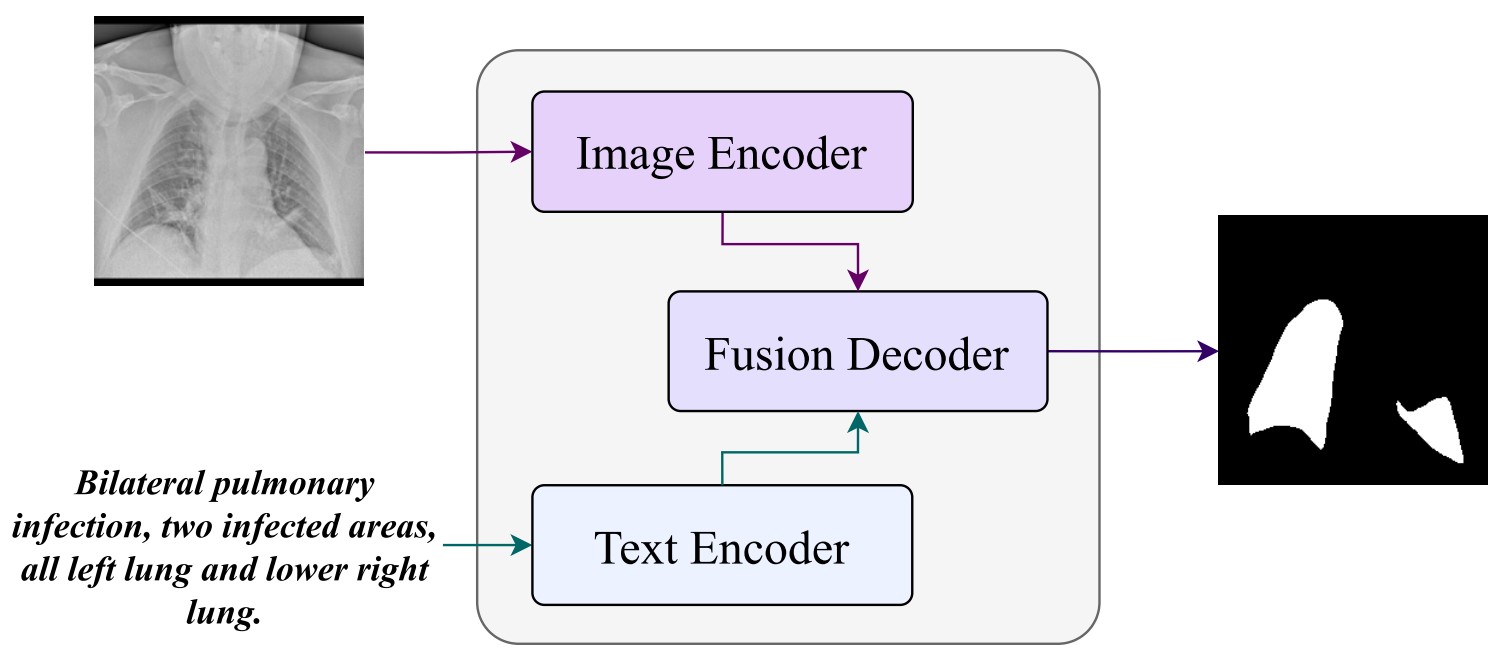 Image Encoder
Fusion Decoder
Bilateral pulmonary
infection, two infected areas,
all left lung and lower right
lung.
Text Encoder